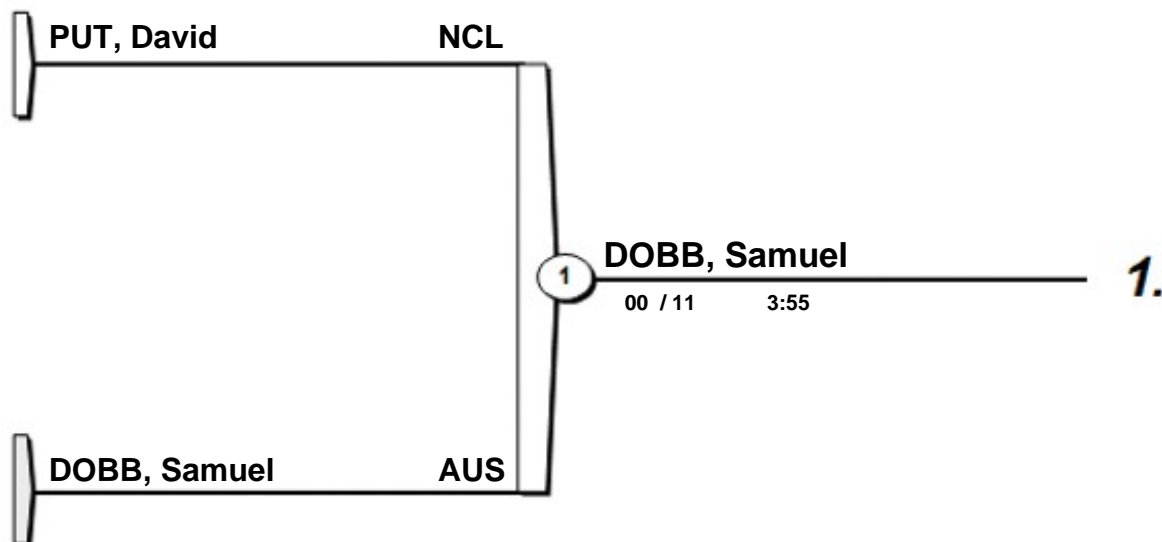 PUT, David NCL
DOBB, Samuel
1 1.
00 / 11 3:55
DOBB, Samuel AUS